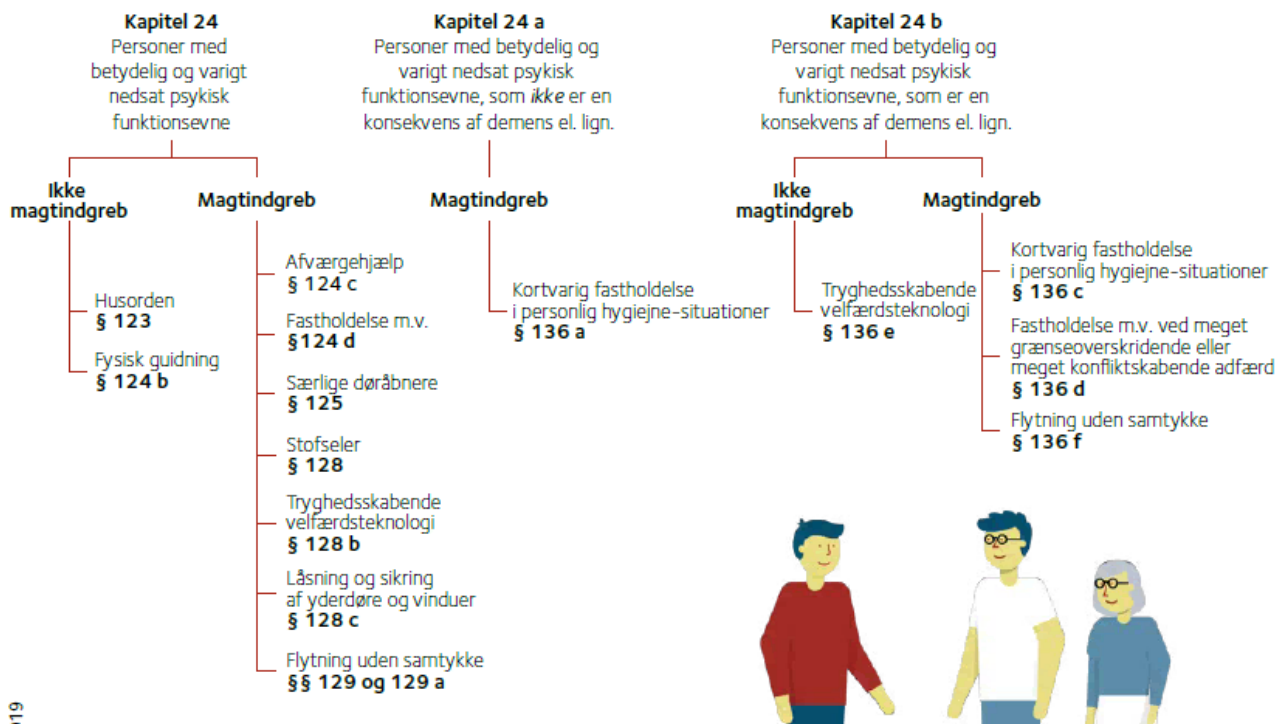 Kapitel 24
Personer med
betydelig og varigt
nedsat psykisk
funktionsevne
Ikke
magtindgreb
Husorden
§ 123
Fysisk guidning
§ 124 b
Magtindgreb
Afværgehjælp
§ 124 c
Fastholdelse m.v.
§124 d
Særlige døråbnere
§ 125
Stofseler
§ 128
Tryghedsskabende
velfærdsteknologi
§ 128 b
Låsning og sikring
af yderdøre og vinduer
§ 128 c
Flytning uden samtykke
§§ 129 og 129 a
Kapitel 24 a
Personer med betydelig og
varigt nedsat psykisk
funktionsevne, som ikke er en
konsekvens af demens el. lign.
Magtindgreb
Kortvarig fastholdelse
i personlig hygiejne-situationer
§ 136 a
Kapitel 24 b
Personer med betydelig og
varigt nedsat psykisk
funktionsevne, som er en
konsekvens af demens el. lign.
Ikke
magtindgreb
Tryghedsskabende
velfærdsteknologi
§ 136 e
Magtindgreb
Kortvarig fastholdelse
i personlig hygiejne-situationer
§ 136 c
Fastholdelse m.v. ved meget
grænseoverskridende eller
meget konfliktskabende adfærd
§ 136 d
Flytning uden samtykke
§ 136 f